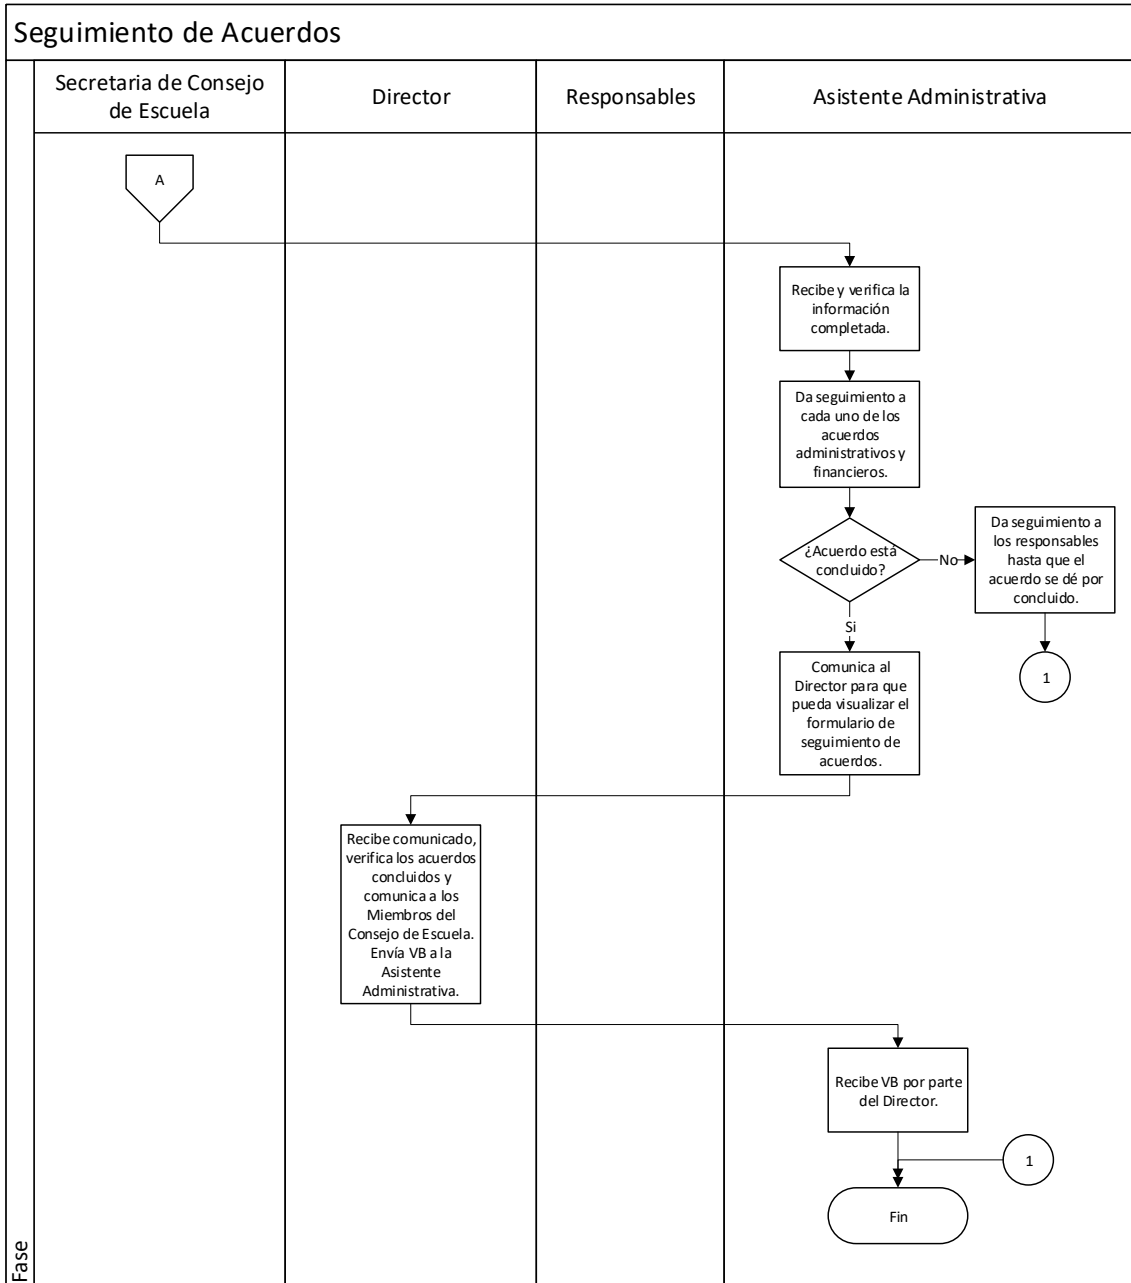 Seguimiento de Acuerdos
Secretaria de Consejo
de Escuela
Director
Responsables
Asistente Administrativa
A
Recibe y verifica la
información
completada.
Da seguimiento a
cada uno de los
acuerdos
administrativos y
financieros.
¿Acuerdo está
concluido?
No
Da seguimiento a
los responsables
hasta que el
acuerdo se dé por
concluido.
Si
1
Comunica al
Director para que
pueda visualizar el
formulario de
seguimiento de
acuerdos.
Recibe comunicado,
verifica los acuerdos
concluidos y
comunica a los
Miembros del
Consejo de Escuela.
Envía VB a la
Asistente
Administrativa.
Recibe VB por parte
del Director.
1
Fin
Fase